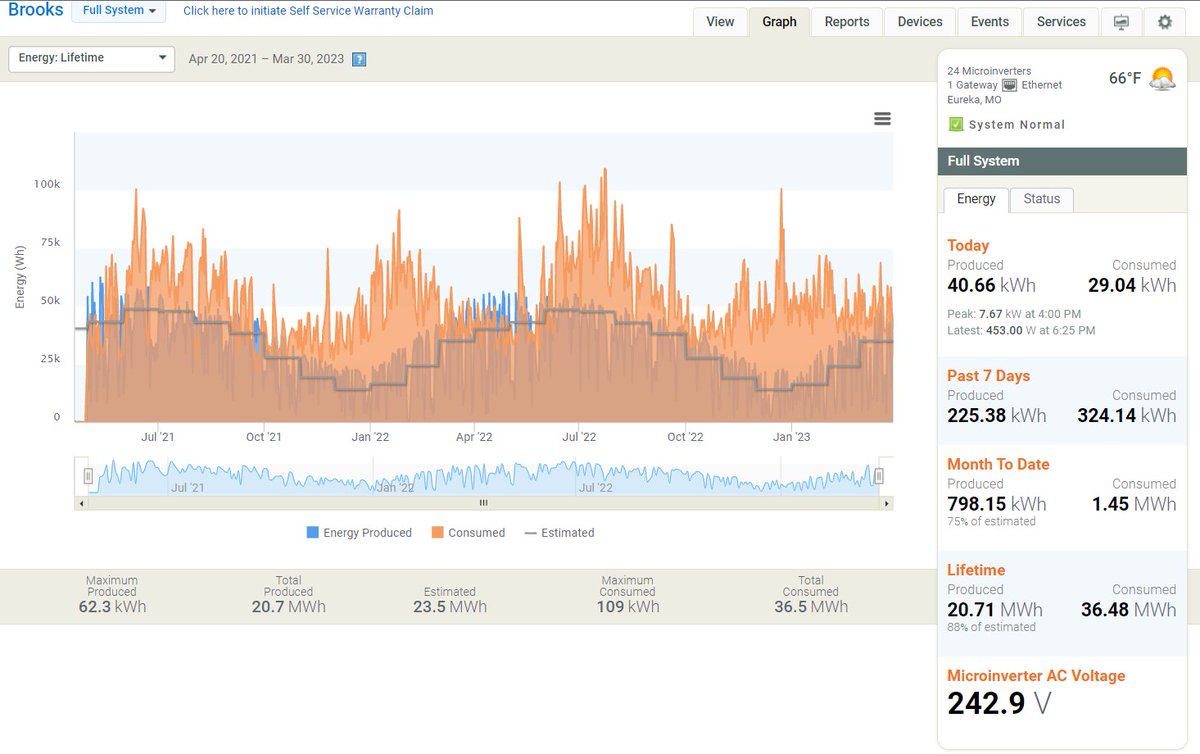 Brooks
Full System
Click here to initiate Self Service Warranty Claim
View Graph Reports Devices Events Services
Energy: Lifetime
Apr 20, 2021 – Mar 30, 2023 ?
24 Microinverters
1 Gateway Ethernet
Eureka, MO
66°F
System Normal
Full System
Energy Status
Today
Produced Consumed
40.66 kWh 29.04 kWh
Peak: 7.67 kW at 4:00 PM
Latest: 453.00 W at 6:25 PM
Past 7 Days
Produced Consumed
225.38 kWh 324.14 kWh
Month To Date
Produced Consumed
798.15 kWh 1.45 MWh
75% of estimated
Lifetime
Produced Consumed
20.71 MWh 36.48 MWh
88% of estimated
Microinverter AC Voltage
242.9 V
Energy (Wh)
100k
75k
50k
25k
0
Jul '21 Oct '21 Jan '22 Apr '22 Jul '22 Oct '22 Jan '23
Jul '21 Jan '22 Jul '22
Energy Produced Consumed Estimated
Maximum Produced
62.3 kWh
Total Produced
20.7 MWh
Estimated
23.5 MWh
Maximum Consumed
109 kWh
Total Consumed
36.5 MWh